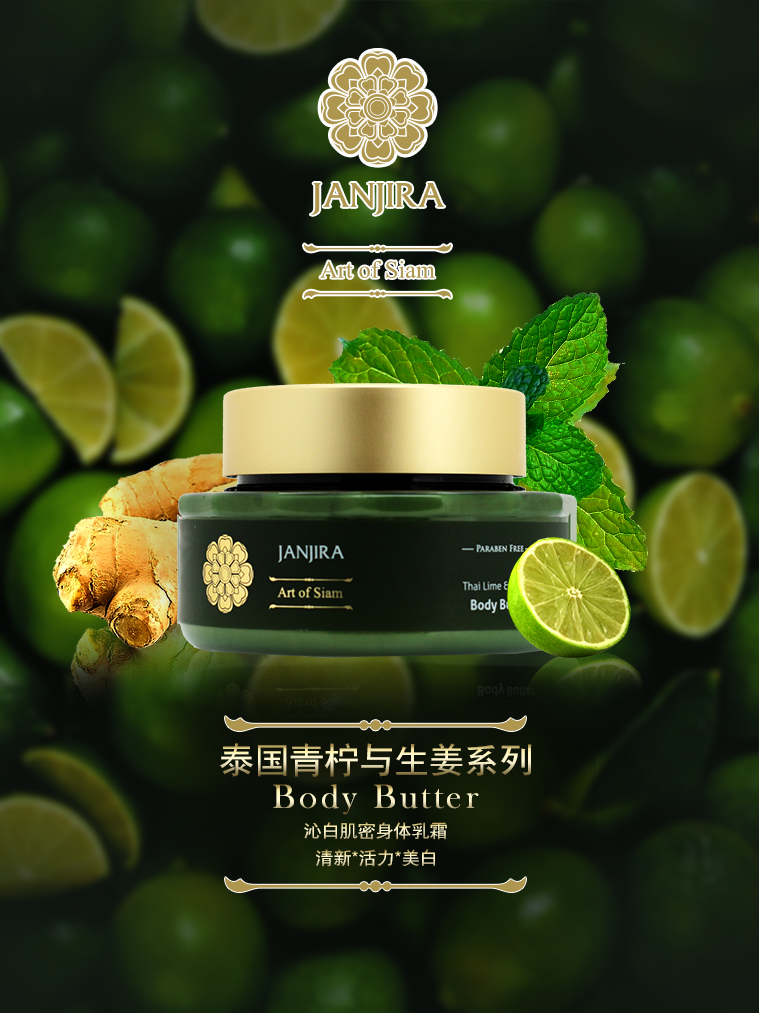 JANJIRA
Art of Siam
JANJIRA
Art of Siam
PARABEN FREE
Thai Lime
Body
泰国青柠与生姜系列
Body Butter
沁白肌密身体乳霜
清新*活力*美白